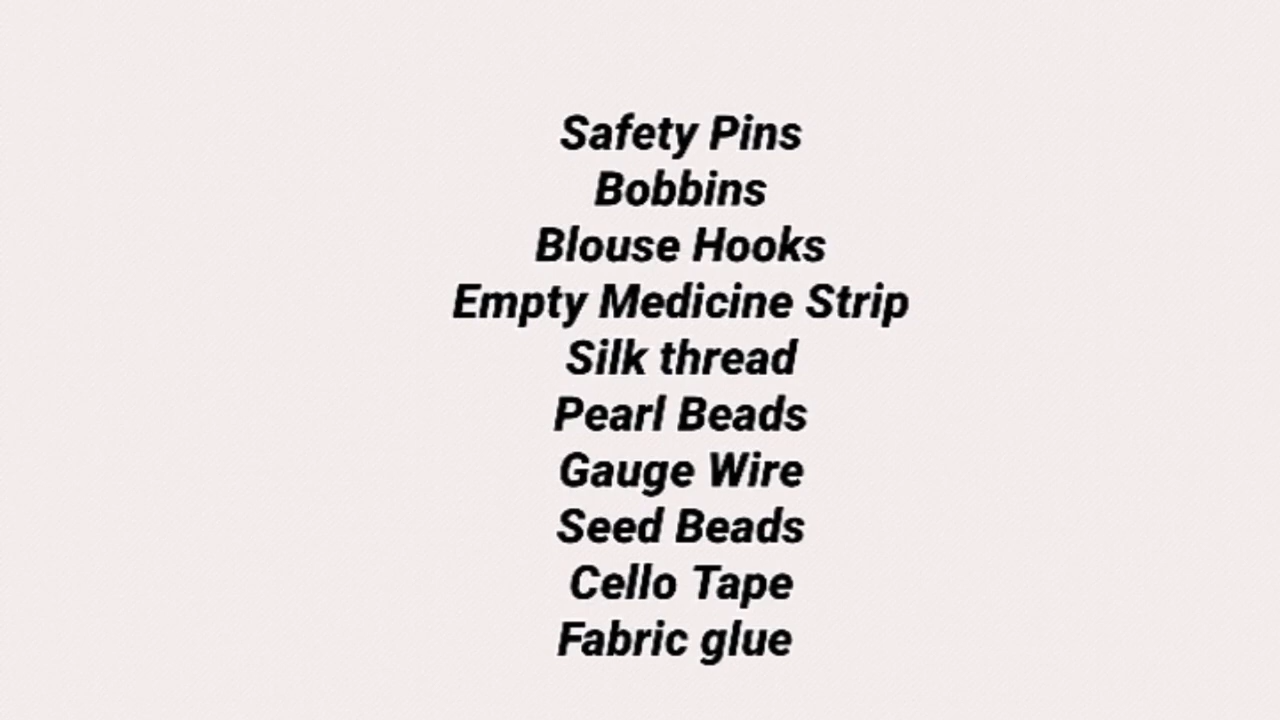 Safety Pins
Bobbins
Blouse Hooks
Empty Medicine Strip
Silk thread
Pearl Beads
Gauge Wire
Seed Beads
Cello Tape
Fabric glue